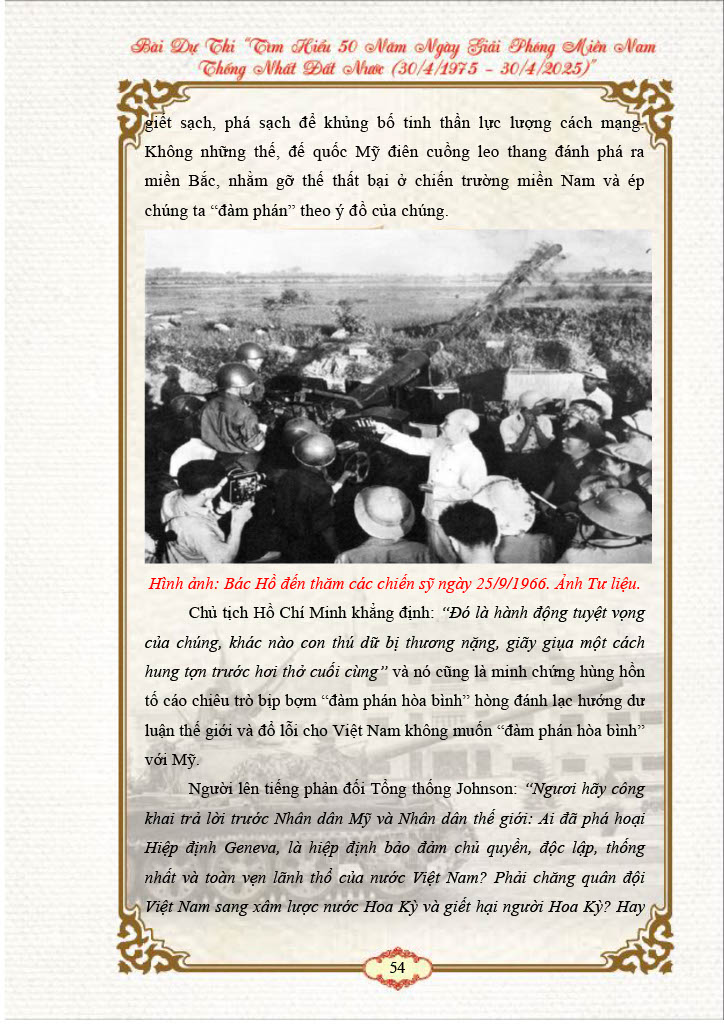 Bài Dự Thi “Tìm Hiểu 50 Năm Ngày Giải Phóng Miền Nam
Thống Nhất Đất Nước (30/4/1975 – 30/4/2025)”
giết sạch, phá sạch để khủng bố tinh thần lực lượng cách mạng.
Không những thế, đế quốc Mỹ điên cuồng leo thang đánh phá ra
miền Bắc, nhằm gỡ thế thất bại ở chiến trường miền Nam và ép
chúng ta “đàm phán” theo ý đồ của chúng.
Hình ảnh: Bác Hồ đến thăm các chiến sỹ ngày 25/9/1966. Ảnh Tư liệu.
Chủ tịch Hồ Chí Minh khẳng định: “Đó là hành động tuyệt vọng
của chúng, khác nào con thú dữ bị thương nặng, giãy giụa một cách
hung tợn trước hơi thở cuối cùng” và nó cũng là minh chứng hùng hồn
tố cáo chiêu trò bịp bợm “đàm phán hòa bình” hòng đánh lạc hướng dư
luận thế giới và đổ lỗi cho Việt Nam không muốn “đàm phán hòa bình”
với Mỹ.
Người lên tiếng phản đối Tổng thống Johnson: “Ngươi hãy công
khai trả lời trước Nhân dân Mỹ và Nhân dân thế giới: Ai đã phá hoại
Hiệp định Geneva, là hiệp định bảo đảm chủ quyền, độc lập, thống
nhất và toàn vẹn lãnh thổ của nước Việt Nam? Phải chăng quân đội
Việt Nam sang xâm lược nước Hoa Kỳ và giết hại người Hoa Kỳ? Hay
54